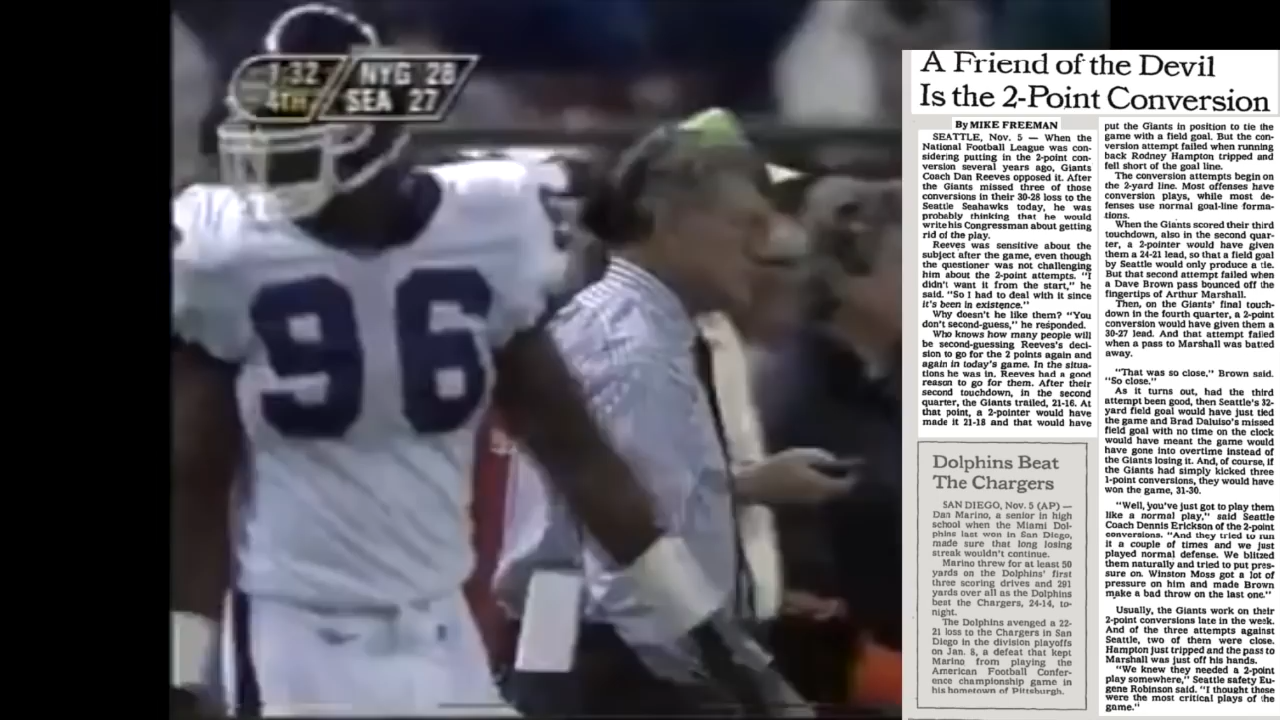 1:32 NYG 28
4TH SEA 27
6
A Friend of the Devil
Is the 2-Point Conversion
By MIKE FREEMAN
SEATTLE, Nov. 5 — When the
National Football League was con-
sidering putting in the 2-point con-
version several years ago, Giants
Coach Dan Reeves opposed it. After
the Giants missed three of those
conversions in their 30-28 loss to the
Seattle Seahawks today, he was
probably thinking that he would
write his Congressman about getting
rid of the play.
Reeves was sensitive about the
subject after the game, even though
the questioner was not challenging
him about the 2-point attempts. "I
didn't want it from the start," he
said. "So I had to deal with it since
it's been in existence."
Why doesn't he like them? "You
don't second-guess," he responded.
Who knows how many people will
be second-guessing Reeves's deci-
sion to go for the 2 points again and
again in today's game. In the situa-
tions he was in, Reeves had a good
reason to go for them. After their
second touchdown, in the second
quarter, the Giants trailed, 21-16. At
that point, a 2-pointer would have
made it 21-18 and that would have
put the Giants in position to tie the
game with a field goal. But the con-
version attempt failed when running
back Rodney Hampton tripped and
fell short of the goal line.
The conversion attempts begin on
the 2-yard line. Most offenses have
conversion plays, while most de-
fenses use normal goal-line forma-
tions.
When the Giants scored their third
touchdown, also in the second quar-
ter, a 2-pointer would have given
them a 24-21 lead, so that a field goal
by Seattle would only produce a tie.
But that second attempt failed when
a Dave Brown pass bounced off the
fingertips of Arthur Marshall.
Then, on the Giants' final touch-
down in the fourth quarter, a 2-point
conversion would have given them a
30-27 lead. And that attempt failed
when a pass to Marshall was batted
away.
"That was so close," Brown said.
"So close."
As it turns out, had the third
attempt been good, then Seattle's 32-
yard field goal would have just tied
the game and Brad Daluiso's missed
field goal with no time on the clock
would have meant the game would
have gone into overtime instead of
the Giants losing it. And, of course, if
the Giants had simply kicked three
1-point conversions, they would have
won the game, 31-30.
"Well, you've just got to play them
like a normal play," said Seattle
Coach Dennis Erickson of the 2-point
conversions. "And they tried to run
it a couple of times and we just
played normal defense. We blitzed
them naturally and tried to put pres-
sure on. Winston Moss got a lot of
pressure on him and made Brown
make a bad throw on the last one."
Usually, the Giants work on their
2-point conversions late in the week.
And of the three attempts against
Seattle, two of them were close.
Hampton just tripped and the pass to
Marshall was just off his hands.
"We knew they needed a 2-point
play somewhere," Seattle safety Eu-
gene Robinson said. "I thought those
were the most critical plays of the
game."
Dolphins Beat
The Chargers
SAN DIEGO, Nov. 5 (AP) —
Dan Marino, a senior in high
school when the Miami Dol-
phins last won in San Diego,
made sure that long losing
streak wouldn't continue.
Marino threw for at least 50
yards on the Dolphins' first
three scoring drives and 291
yards over all as the Dolphins
beat the Chargers, 24-14, to-
night.
The Dolphins avenged a 22-
21 loss to the Chargers in San
Diego in the division playoffs
on Jan. 8, a defeat that kept
Marino from playing the
American Football Confer-
ence championship game in
his hometown of Pittsburgh.